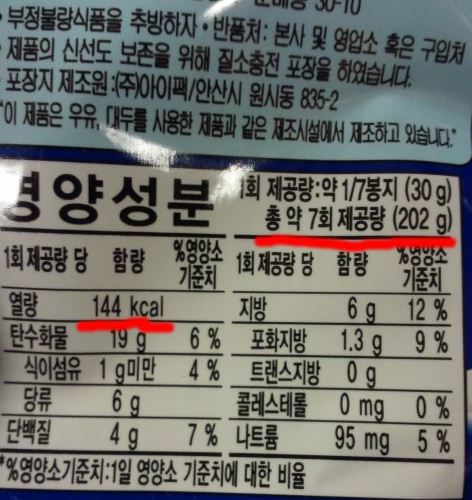 30-10
• 부정불량식품을 추방하자 • 반품처: 본사 및 영업소 혹은 구입처
• 제품의 신선도 보존을 위해 질소충전 포장을 하였습니다.
• 포장지 제조원 :(주)아이팩/안산시 원시동 835-2
"이 제품은 우유, 대두를 사용한 제품과 같은 제조시설에서 제조하고 있습니다."
영양성분
1회 제공량:약 1/7봉지 (30 g)
총 약 7회 제공량 (202 g)
1회 제공량 당 함량 %영양소 기준치
열량 144 kcal
탄수화물 19 g 6 %
식이섬유 1 g미만 4 %
당류 6 g
단백질 4 g 7 %
1회 제공량 당 함량 %영양소 기준치
지방 6 g 12 %
포화지방 1.3 g 9 %
트랜스지방 0 g
콜레스테롤 0 mg 0 %
나트륨 95 mg 5 %
*%영양소기준치:1일 영양소 기준치에 대한 비율